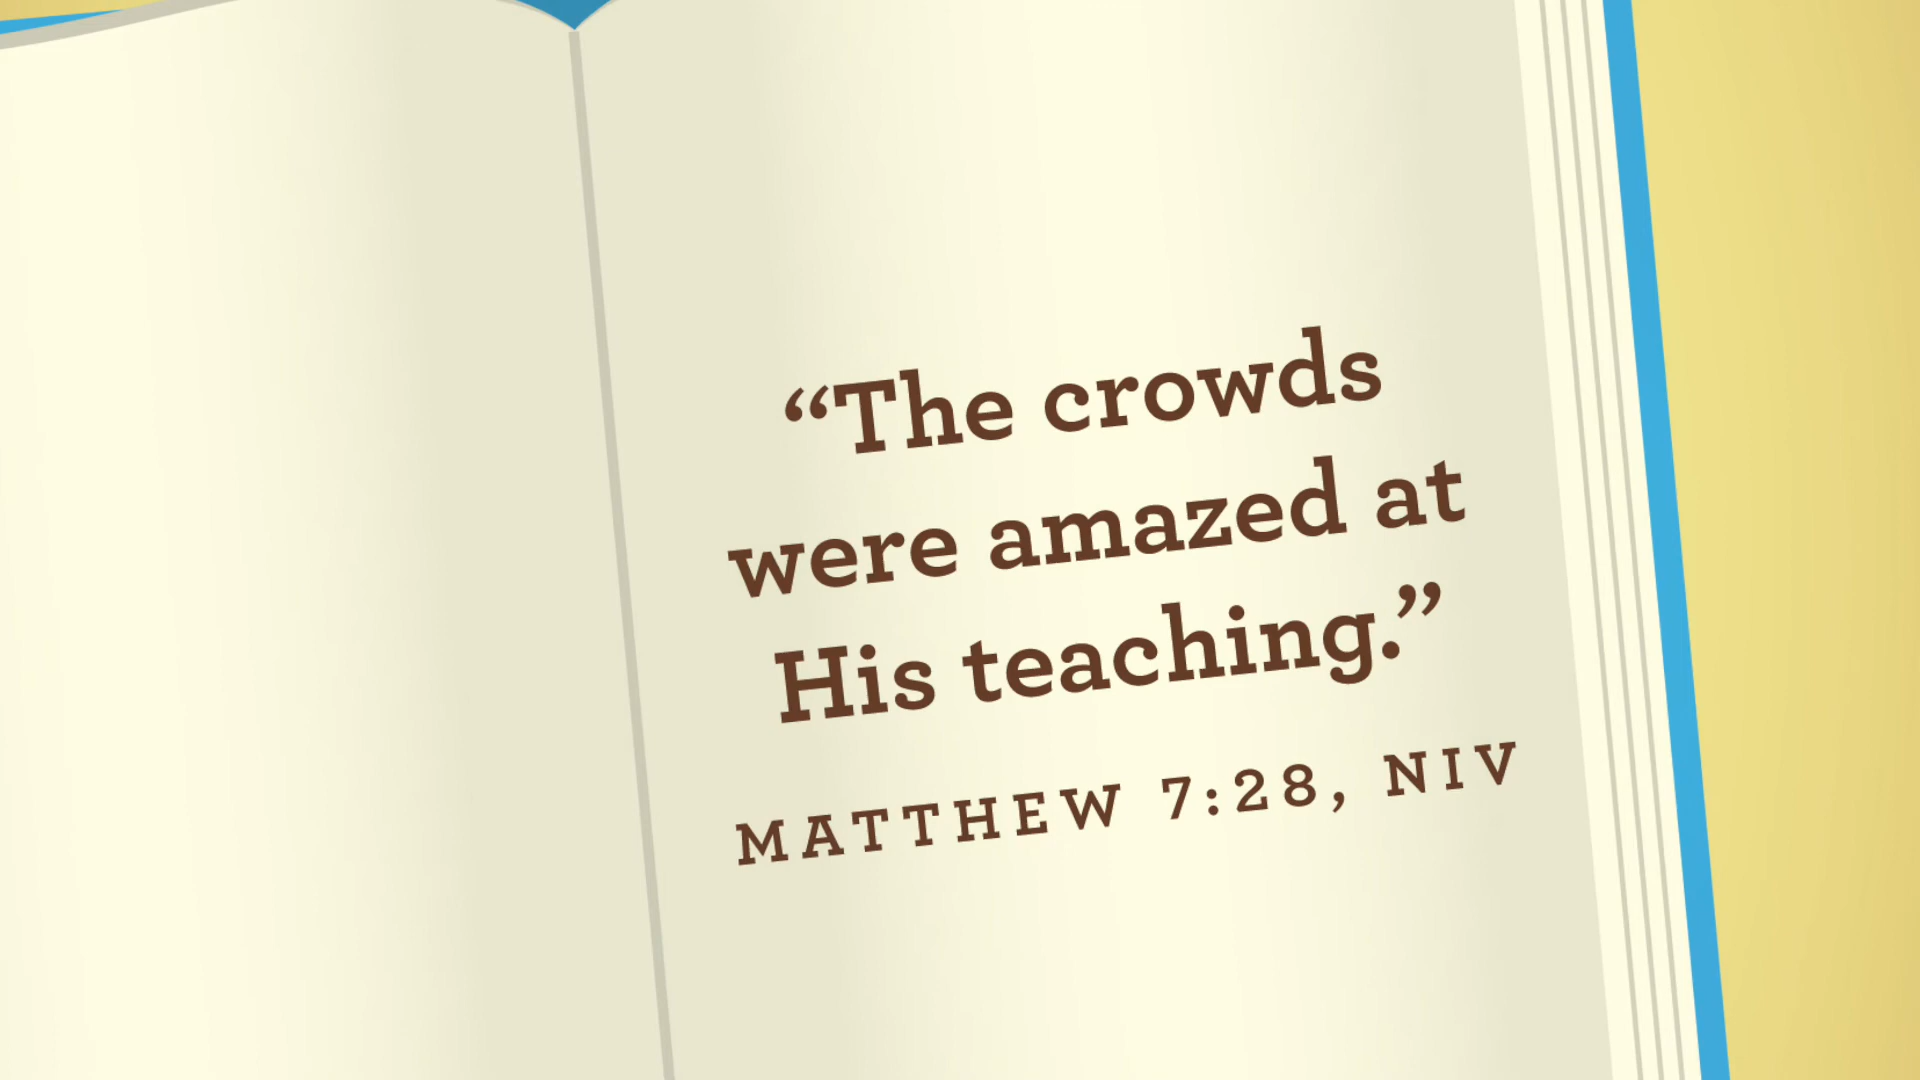 “The crowds
were amazed at
His teaching.”
MATTHEW 7:28, NIV